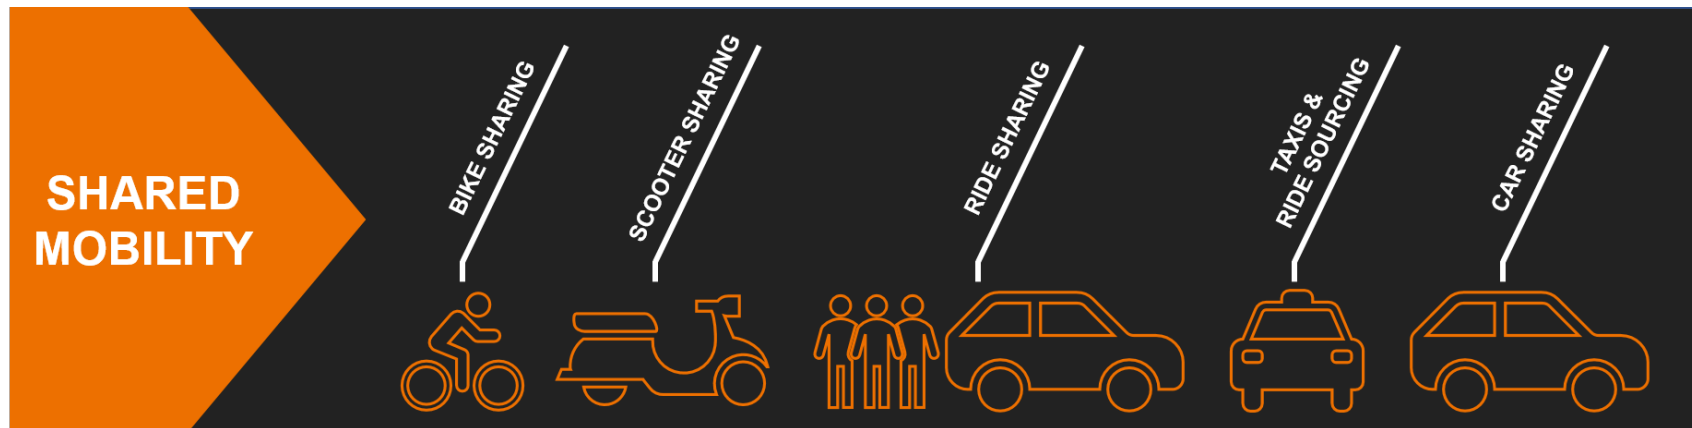 SHARED
MOBILITY
BIKE SHARING
SCOOTER SHARING
RIDE SHARING
TAXIS &
RIDE SOURCING
CAR SHARING